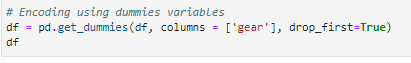 # Encoding using dummies variables
df = pd.get_dummies(df, columns = ['gear'], drop_first=True)
df